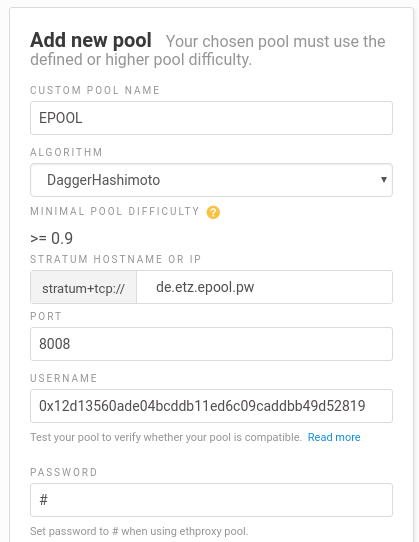 Add new pool Your chosen pool must use the
defined or higher pool difficulty.
CUSTOM POOL NAME
EPOOL
ALGORITHM
DaggerHashimoto
MINIMAL POOL DIFFICULTY ?
>= 0.9
STRATUM HOSTNAME OR IP
stratum+tcp:// de.etz.epool.pw
PORT
8008
USERNAME
0x12d13560ade04bcddb11ed6c09caddbb49d52819
Test your pool to verify whether your pool is compatible. Read more
PASSWORD
#
Set password to # when using ethproxy pool.